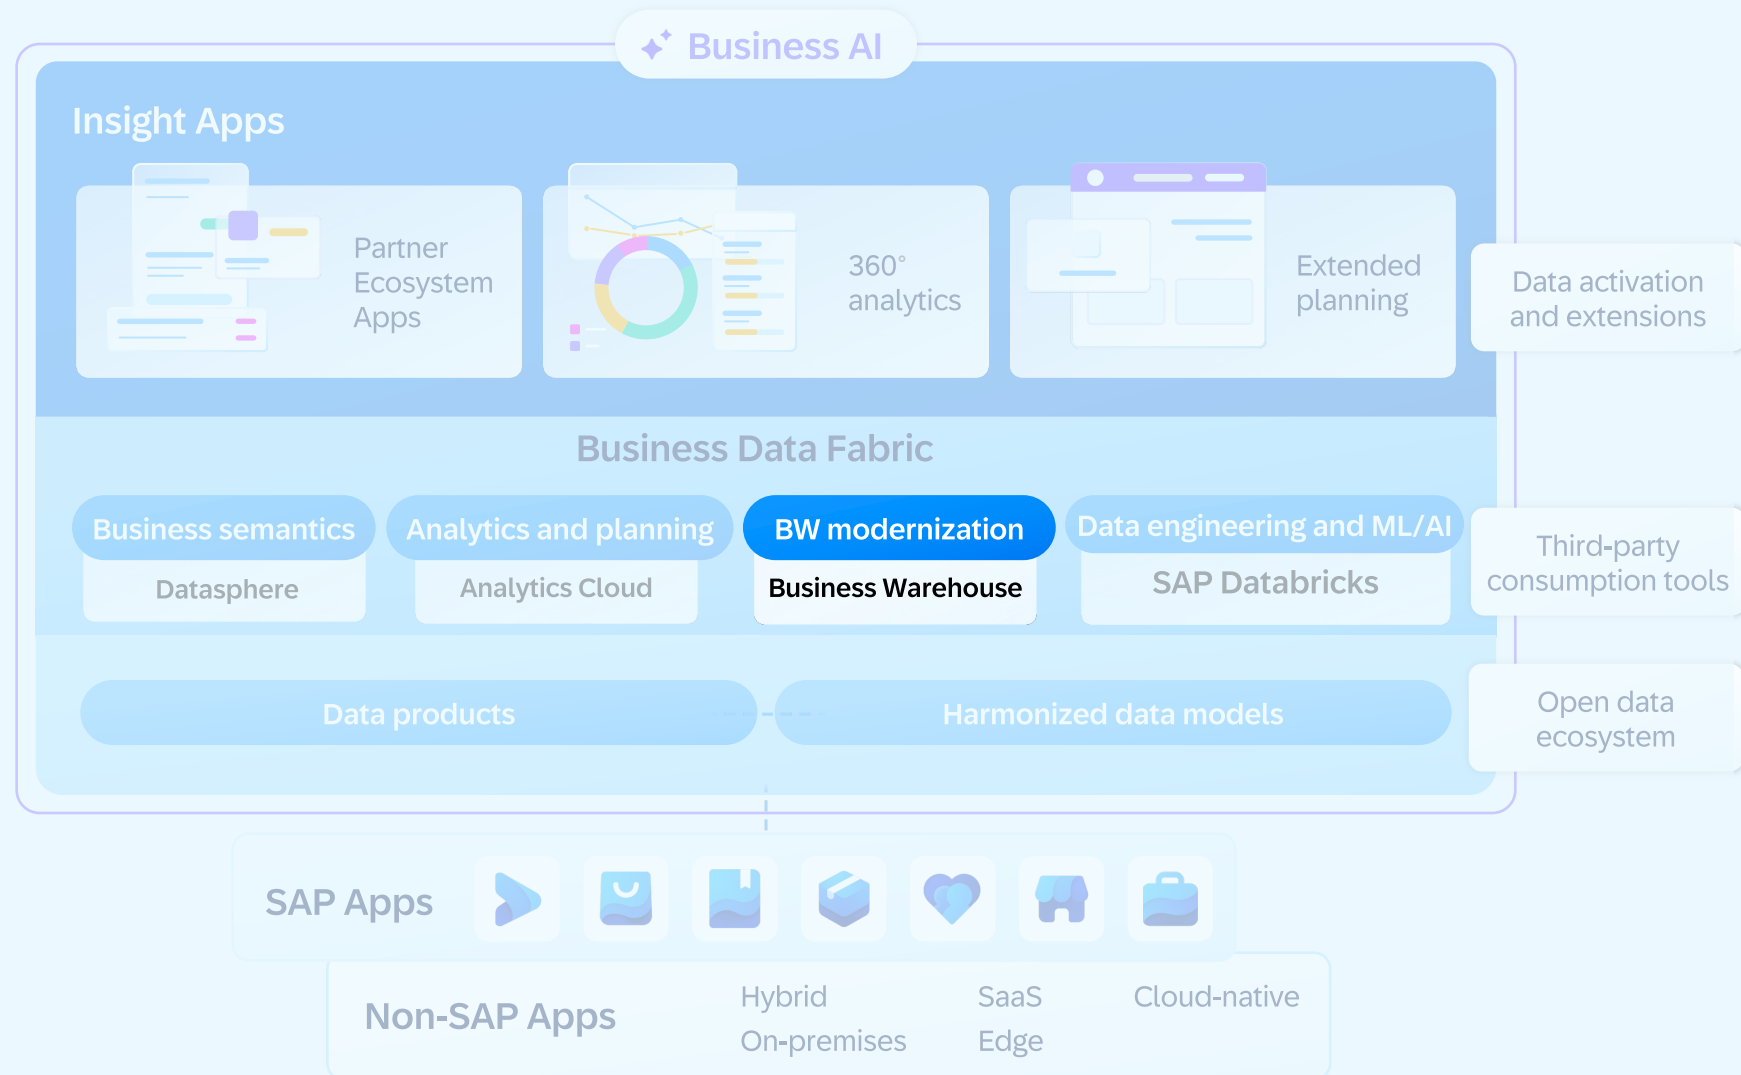 Business AI
Insight Apps
Partner
Ecosystem
Apps
360°
analytics
Extended
planning
Data activation
and extensions
Business Data Fabric
Business semantics
Datasphere
Analytics and planning
Analytics Cloud
BW modernization
Business Warehouse
Data engineering and ML/AI
SAP Databricks
Third-party
consumption tools
Data products
Harmonized data models
Open data
ecosystem
SAP Apps
Non-SAP Apps
Hybrid
SaaS
Cloud-native
On-premises
Edge